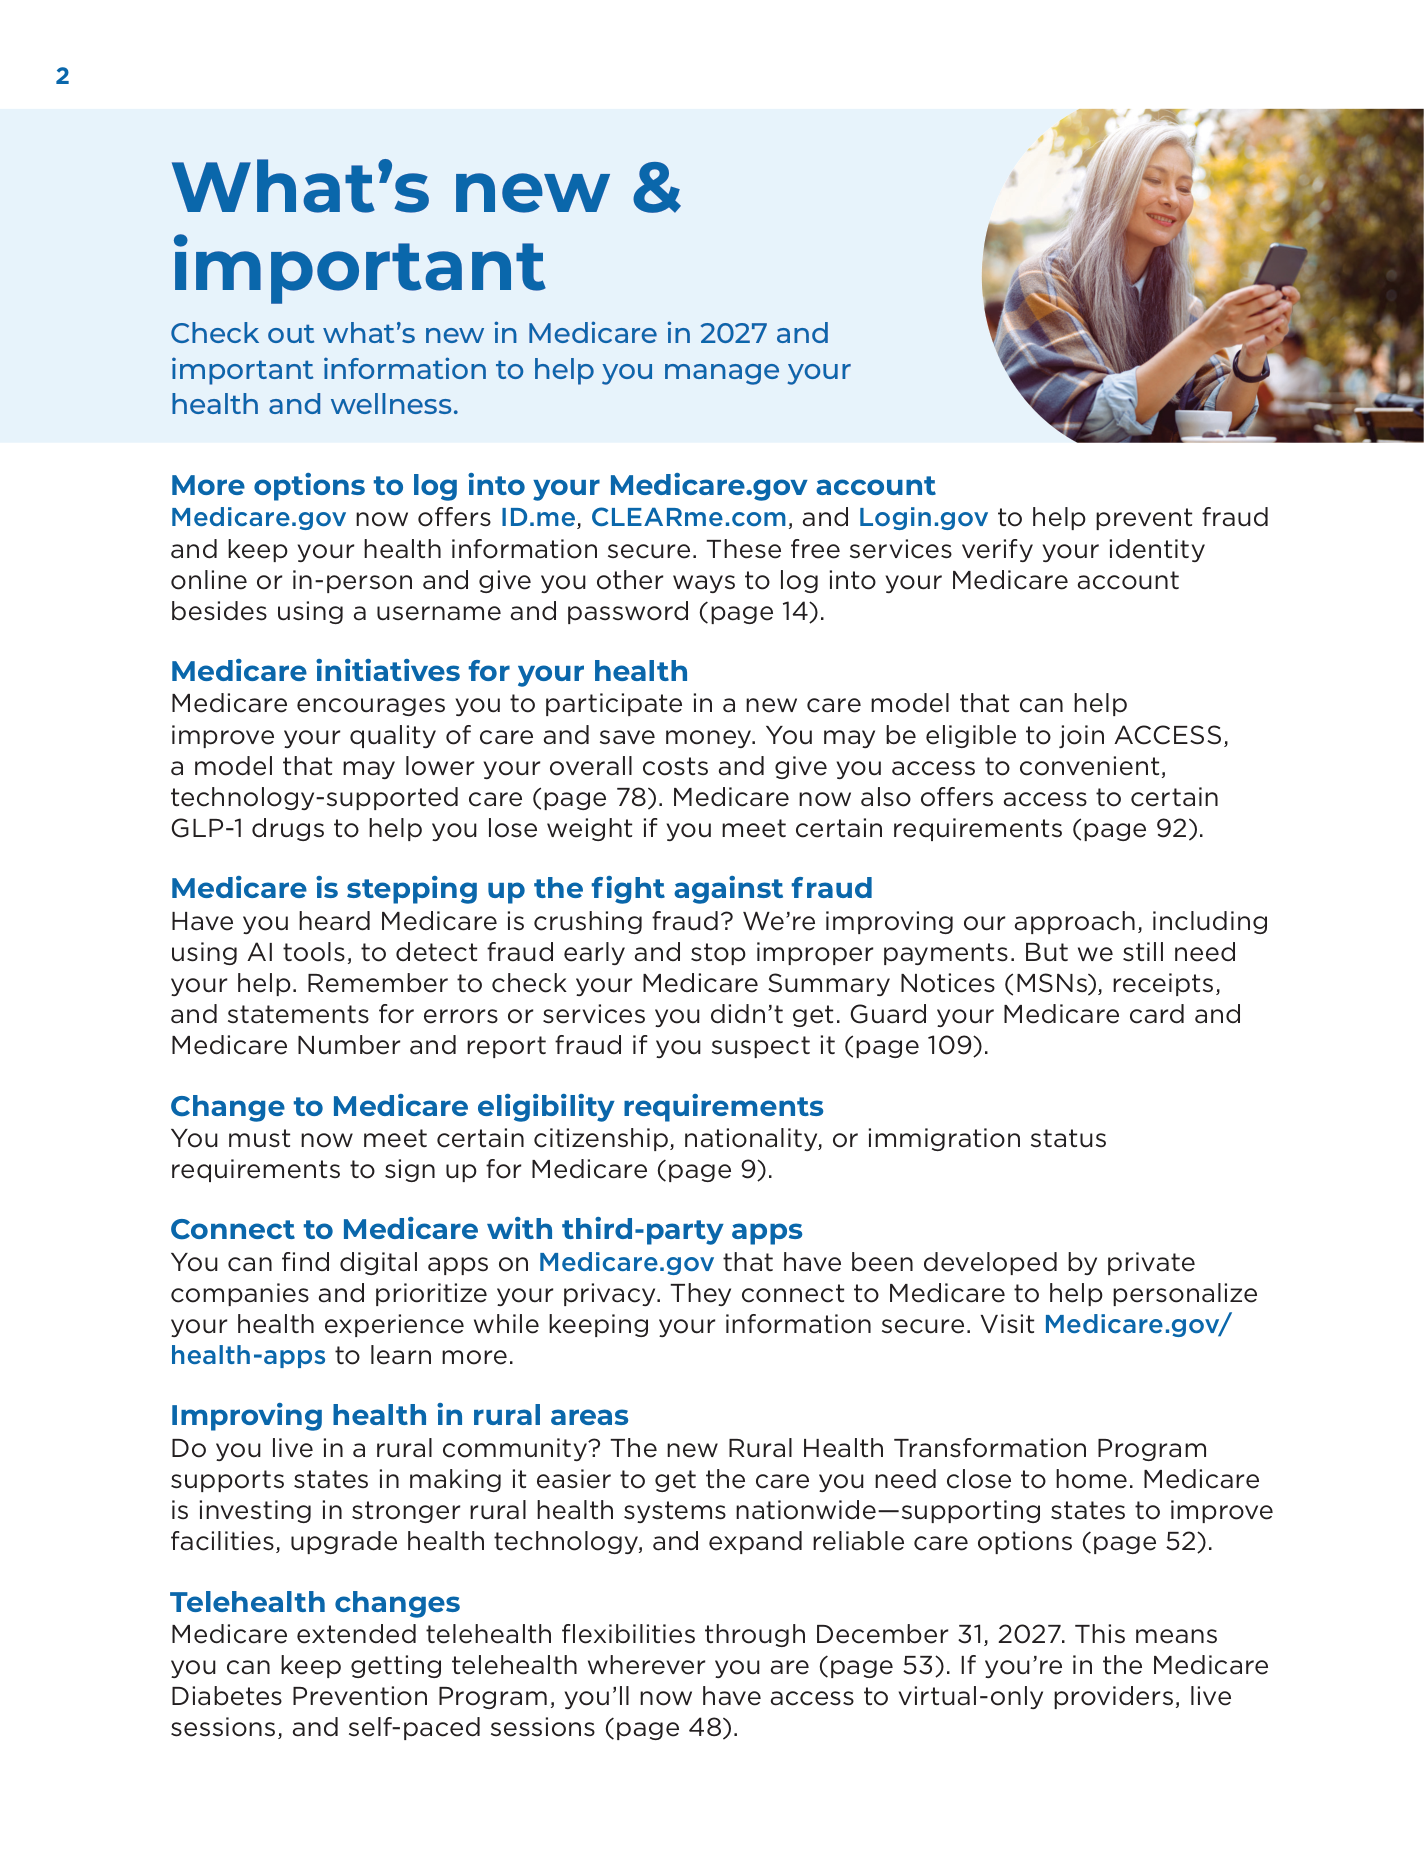 2
What’s new &
important
Check out what’s new in Medicare in 2027 and
important information to help you manage your
health and wellness.
More options to log into your Medicare.gov account
Medicare.gov now offers ID.me, CLEARme.com, and Login.gov to help prevent fraud
and keep your health information secure. These free services verify your identity
online or in-person and give you other ways to log into your Medicare account
besides using a username and password (page 14).
Medicare initiatives for your health
Medicare encourages you to participate in a new care model that can help
improve your quality of care and save money. You may be eligible to join ACCESS,
a model that may lower your overall costs and give you access to convenient,
technology-supported care (page 78). Medicare now also offers access to certain
GLP-1 drugs to help you lose weight if you meet certain requirements (page 92).
Medicare is stepping up the fight against fraud
Have you heard Medicare is crushing fraud? We’re improving our approach, including
using AI tools, to detect fraud early and stop improper payments. But we still need
your help. Remember to check your Medicare Summary Notices (MSNs), receipts,
and statements for errors or services you didn’t get. Guard your Medicare card and
Medicare Number and report fraud if you suspect it (page 109).
Change to Medicare eligibility requirements
You must now meet certain citizenship, nationality, or immigration status
requirements to sign up for Medicare (page 9).
Connect to Medicare with third-party apps
You can find digital apps on Medicare.gov that have been developed by private
companies and prioritize your privacy. They connect to Medicare to help personalize
your health experience while keeping your information secure. Visit Medicare.gov/
health-apps to learn more.
Improving health in rural areas
Do you live in a rural community? The new Rural Health Transformation Program
supports states in making it easier to get the care you need close to home. Medicare
is investing in stronger rural health systems nationwide—supporting states to improve
facilities, upgrade health technology, and expand reliable care options (page 52).
Telehealth changes
Medicare extended telehealth flexibilities through December 31, 2027. This means
you can keep getting telehealth wherever you are (page 53). If you’re in the Medicare
Diabetes Prevention Program, you’ll now have access to virtual-only providers, live
sessions, and self-paced sessions (page 48).